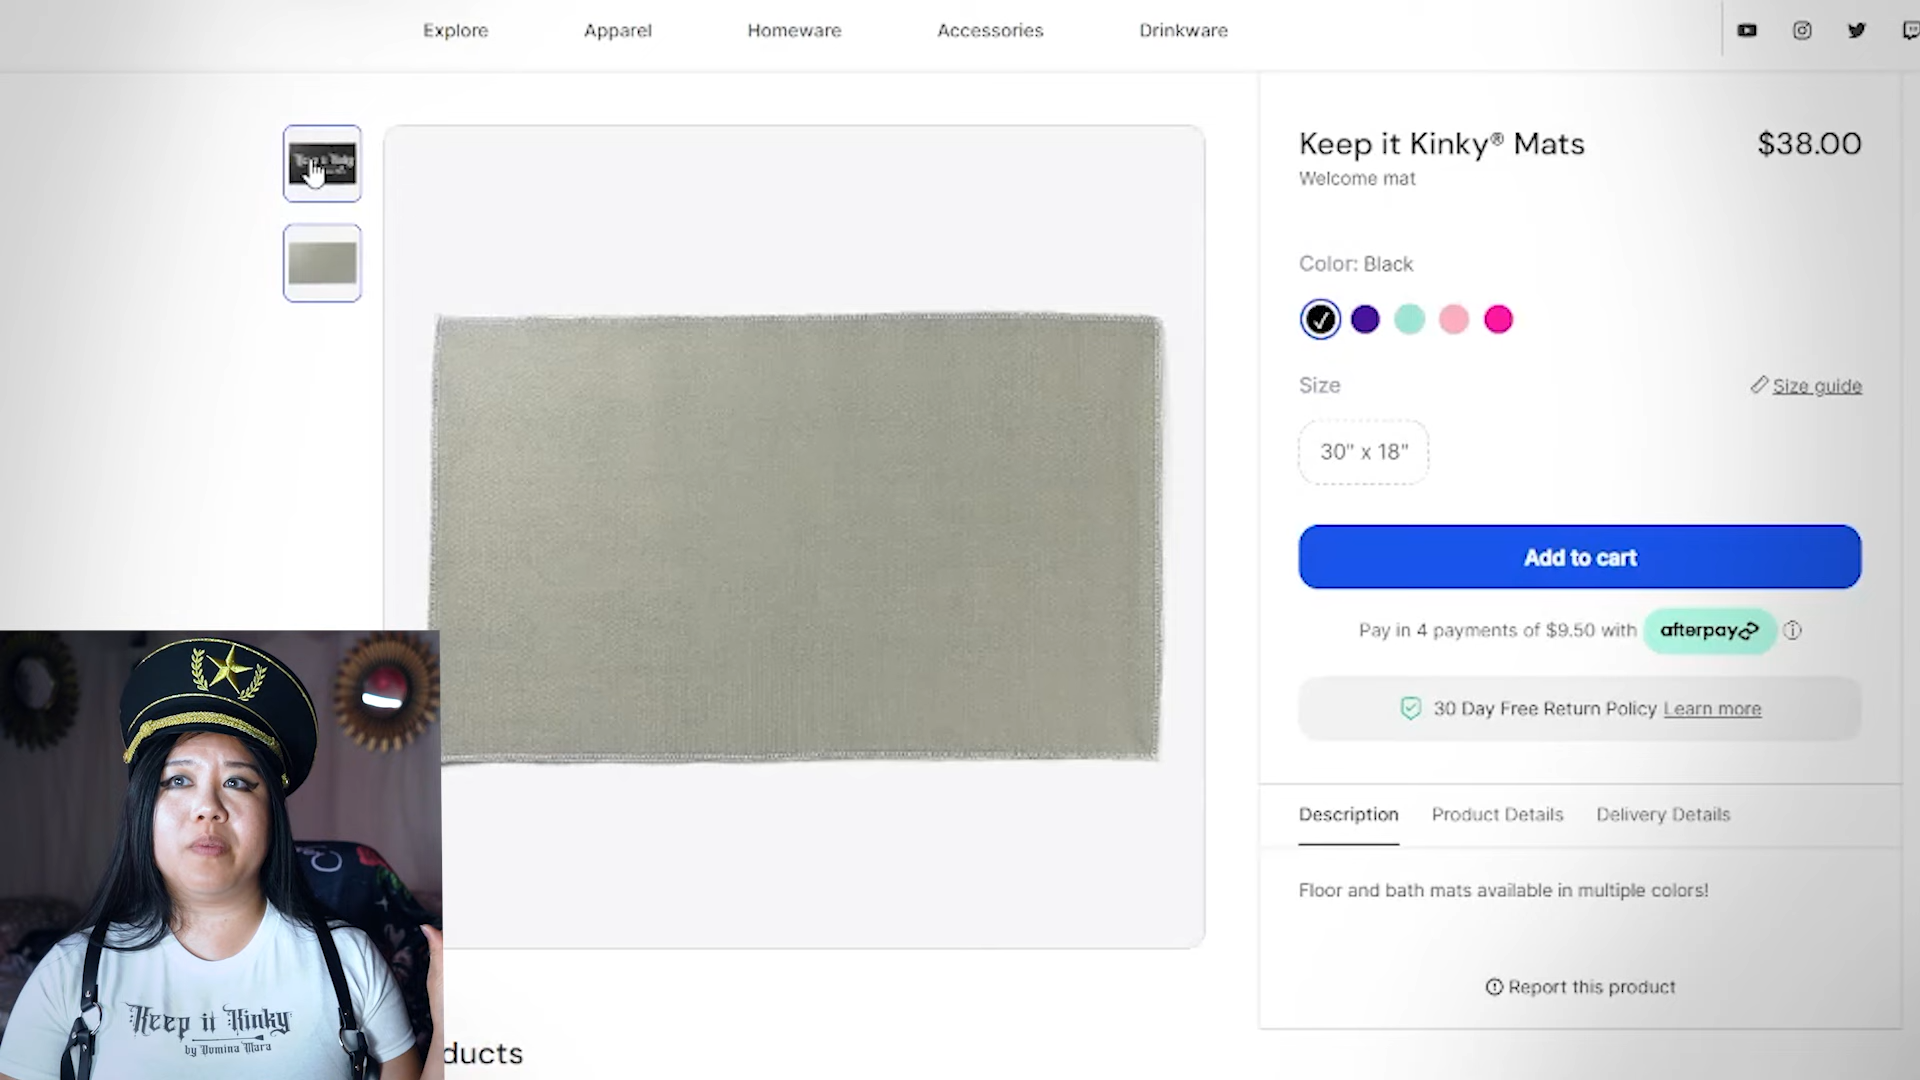 Explore
Apparel
Homeware
Accessories
Drinkware
Keep it Kinky® Mats
$38.00
Welcome mat
Color: Black
Size
Size guide
30" x 18"
Add to cart
Pay in 4 payments of $9.50 with afterpay
30 Day Free Return Policy Learn more
Description
Product Details
Delivery Details
Floor and bath mats available in multiple colors!
Report this product
Keep it Kinky
by Domina Mara
ducts